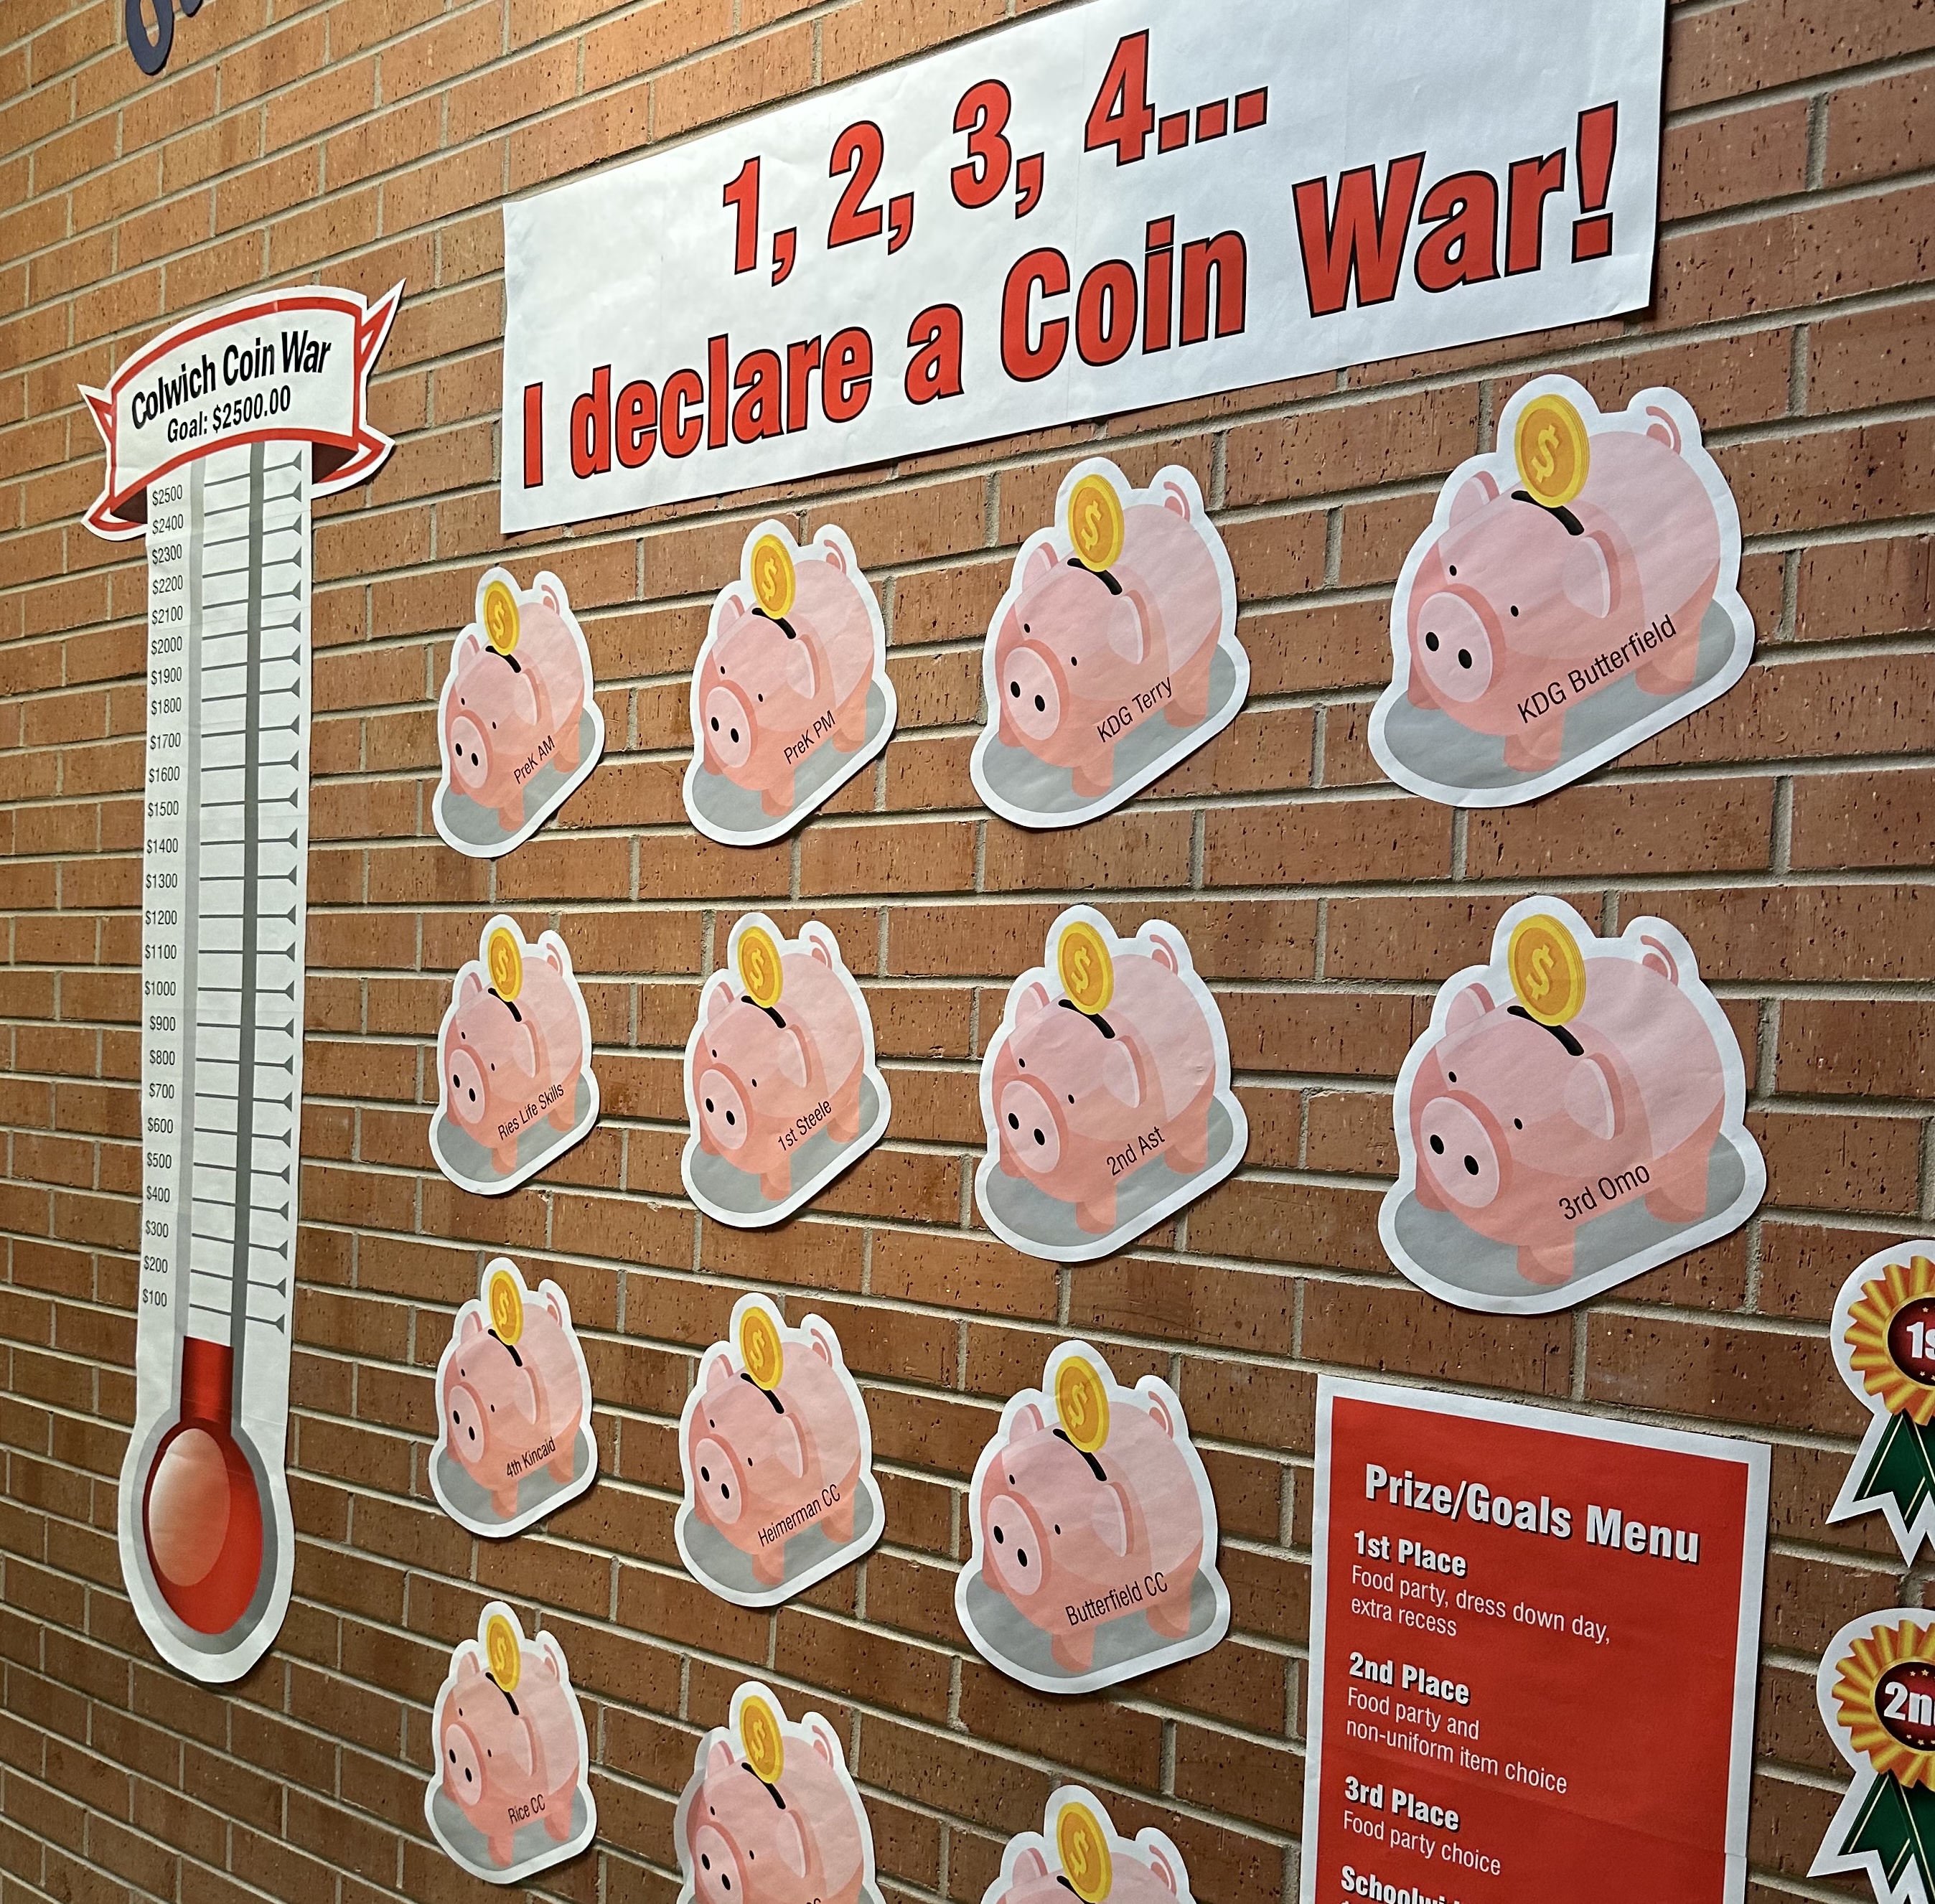 1, 2, 3, 4...
I declare a Coin War!
Colwich Coin War
Goal: $2500.00
$2500
$2400
$2300
$2200
$2100
$2000
$1900
$1800
$1700
$1600
$1500
$1400
$1300
$1200
$1100
$1000
$900
$800
$700
$600
$500
$400
$300
$200
$100
PreK AM
PreK PM
KDG Terry
KDG Butterfield
Ries Life Skills
1st Steele
2nd Ast
3rd Omo
4th Kincaid
Heimerman CC
Butterfield CC
Rice CC
Prize/Goals Menu
1st Place
Food party, dress down day,
extra recess
2nd Place
Food party and
non-uniform item choice
3rd Place
Food party choice